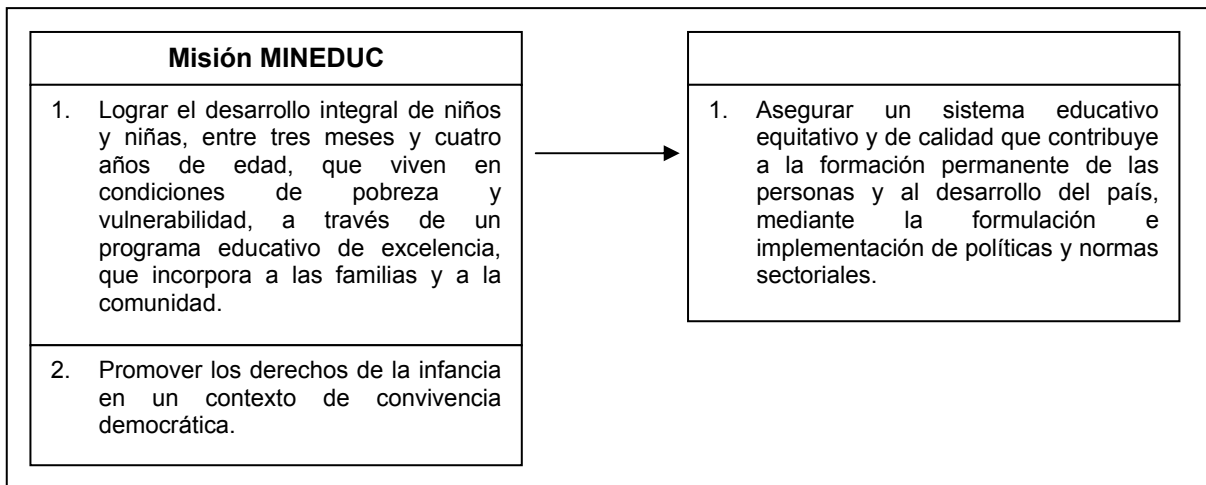 Misión MINEDUC
1. Lograr el desarrollo integral de niños
y niñas, entre tres meses y cuatro
años de edad, que viven en
condiciones de pobreza y
vulnerabilidad, a través de un
programa educativo de excelencia,
que incorpora a las familias y a la
comunidad.
2. Promover los derechos de la infancia
en un contexto de convivencia
democrática.
1. Asegurar un sistema educativo
equitativo y de calidad que contribuye
a la formación permanente de las
personas y al desarrollo del país,
mediante la formulación e
implementación de políticas y normas
sectoriales.